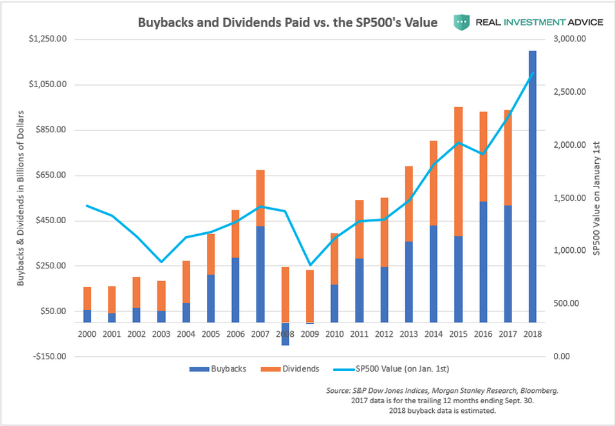 Buybacks and Dividends Paid vs. the SP500's Value
REAL INVESTMENT ADVICE
Buybacks & Dividends in Billions of Dollars
$1,250.00
$1,050.00
$850.00
$650.00
$450.00
$250.00
$50.00
-$150.00
3,000.00
2,500.00
2,000.00
1,500.00
1,000.00
500.00
0.00
SP500 Value on January 1st
2000 2001 2002 2003 2004 2005 2006 2007 2008 2009 2010 2011 2012 2013 2014 2015 2016 2017 2018
Buybacks Dividends SP500 Value (on Jan. 1st)
Source: S&P Dow Jones Indices, Morgan Stanley Research, Bloomberg.
2017 data is for the trailing 12 months ending Sept. 30.
2018 buyback data is estimated.